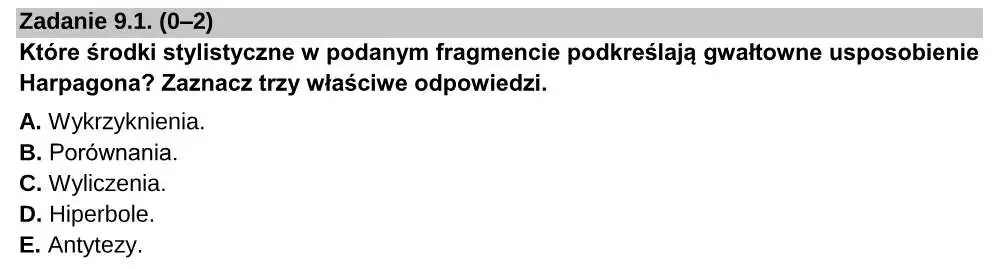 Zadanie 9.1. (0–2)
Które środki stylistyczne w podanym fragmencie podkreślają gwałtowne usposobienie
Harpagona? Zaznacz trzy właściwe odpowiedzi.
A. Wykrzyknienia.
B. Porównania.
C. Wyliczenia.
D. Hiperbole.
E. Antytezy.